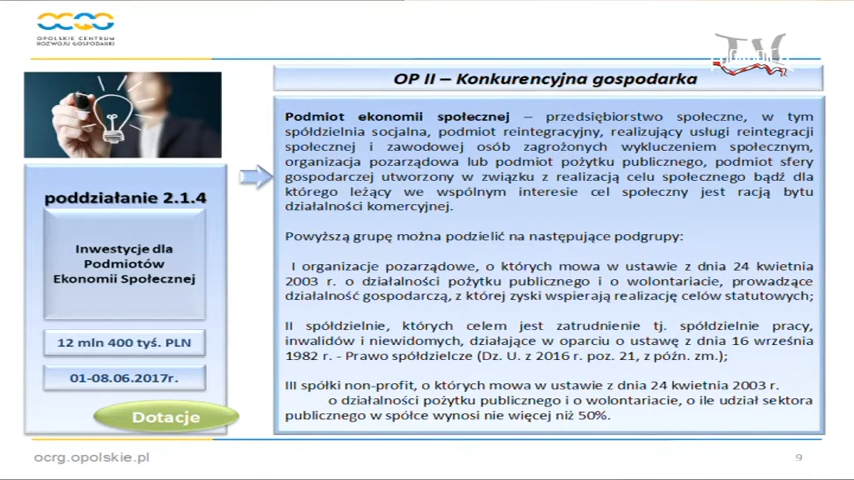 OPOLSKIE CENTRUM
ROZWOJU GOSPODARKI
OP II – Konkurencyjna gospodarka
poddziałanie 2.1.4
Inwestycje dla
Podmiotów
Ekonomii Społecznej
12 mln 400 tyś. PLN
01-08.06.2017r.
Dotacje
Podmiot ekonomii społecznej – przedsiębiorstwo społeczne, w tym
spółdzielnia socjalna, podmiot reintegracyjny, realizujący usługi reintegracji
społecznej i zawodowej osób zagrożonych wykluczeniem społecznym,
organizacja pozarządowa lub podmiot pożytku publicznego, podmiot sfery
gospodarczej utworzony w związku z realizacją celu społecznego bądź dla
którego leżący we wspólnym interesie cel społeczny jest racją bytu
działalności komercyjnej.
Powyższą grupę można podzielić na następujące podgrupy:
I organizacje pozarządowe, o których mowa w ustawie z dnia 24 kwietnia
2003 r. o działalności pożytku publicznego i o wolontariacie, prowadzące
działalność gospodarczą, z której zyski wspierają realizację celów statutowych;
II spółdzielnie, których celem jest zatrudnienie tj. spółdzielnie pracy,
inwalidów i niewidomych, działające w oparciu o ustawę z dnia 16 września
1982 r. - Prawo spółdzielcze (Dz. U. z 2016 r. poz. 21, z późn. zm.);
III spółki non-profit, o których mowa w ustawie z dnia 24 kwietnia 2003 r.
o działalności pożytku publicznego i o wolontariacie, o ile udział sektora
publicznego w spółce wynosi nie więcej niż 50%.
ocrg.opolskie.pl
9